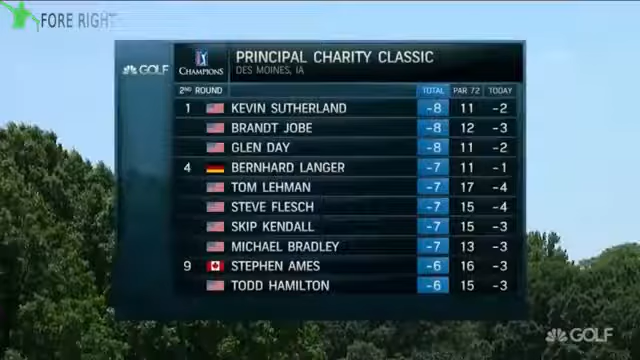 FORE RIGHT
GOLF
CHAMPIONS
PRINCIPAL CHARITY CLASSIC
DES MOINES, IA
2ND ROUND TOTAL PAR 72 TODAY
1 KEVIN SUTHERLAND -8 11 -2
BRANDT JOBE -8 12 -3
GLEN DAY -8 11 -2
4 BERNHARD LANGER -7 11 -1
TOM LEHMAN -7 17 -4
STEVE FLESCH -7 15 -4
SKIP KENDALL -7 15 -3
MICHAEL BRADLEY -7 13 -3
9 STEPHEN AMES -6 16 -3
TODD HAMILTON -6 15 -3
GOLF